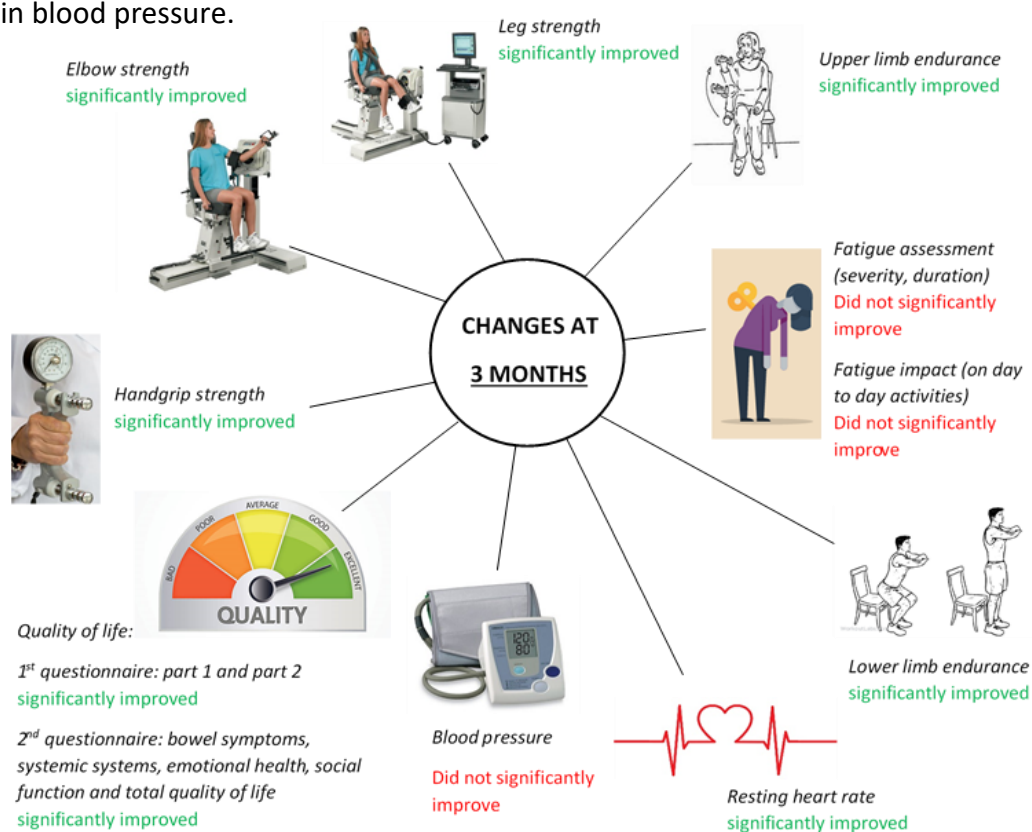 in blood pressure.
Leg strength
significantly improved
Elbow strength
significantly improved
Upper limb endurance
significantly improved
Fatigue assessment
(severity, duration)
Did not significantly
improve
Fatigue impact (on day
to day activities)
Did not significantly
improve
CHANGES AT
3 MONTHS
Handgrip strength
significantly improved
BAD
POOR
AVERAGE
GOOD
EXCELLENT
QUALITY
Quality of life:
1st questionnaire: part 1 and part 2
significantly improved
2nd questionnaire: bowel symptoms,
systemic systems, emotional health, social
function and total quality of life
significantly improved
120
80
Blood pressure
Did not significantly
improve
Resting heart rate
significantly improved
Lower limb endurance
significantly improved